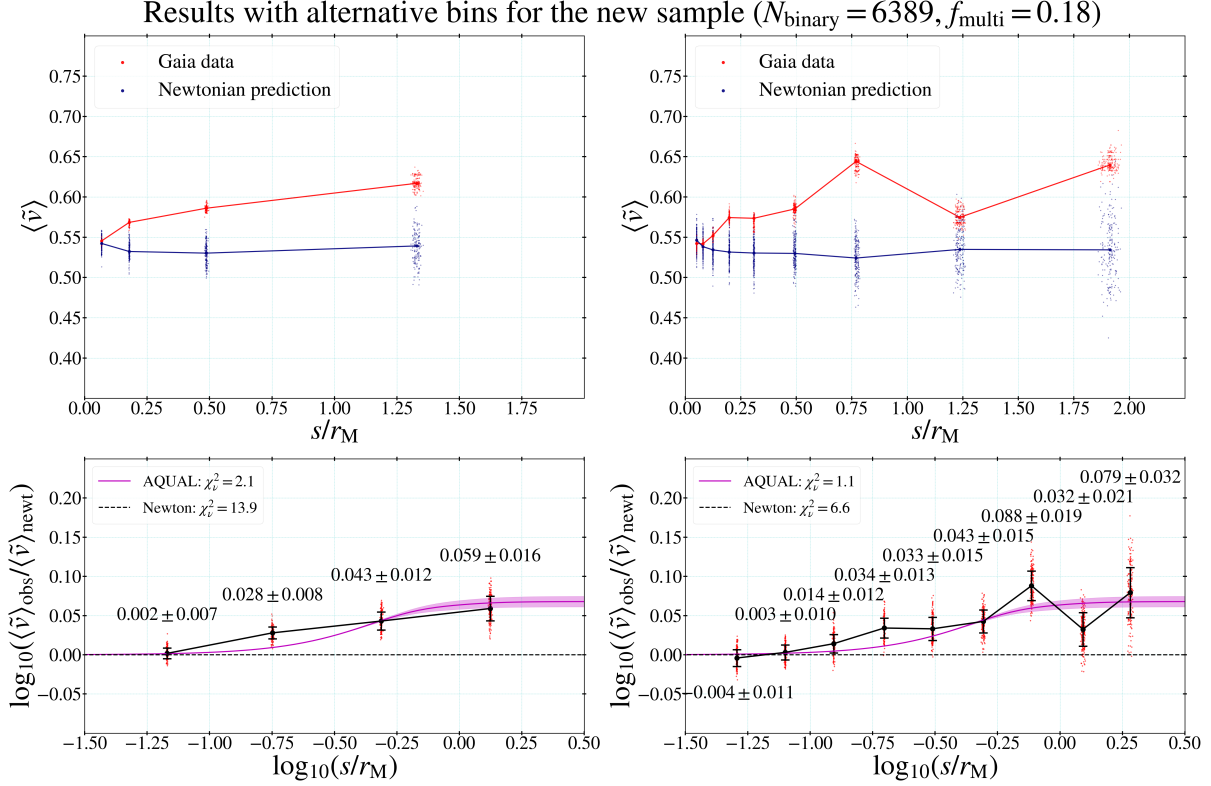 Results with alternative bins for the new sample (N_binary = 6389, f_multi = 0.18)
Gaia data
Newtonian prediction
0.75
0.70
0.65
0.60
0.55
0.50
0.45
0.40
⟨ṽ⟩
0.00 0.25 0.50 0.75 1.00 1.25 1.50 1.75
s/r_M
Gaia data
Newtonian prediction
0.75
0.70
0.65
0.60
0.55
0.50
0.45
0.40
⟨ṽ⟩
0.00 0.25 0.50 0.75 1.00 1.25 1.50 1.75 2.00
s/r_M
AQUAL: χ²_ν = 2.1
Newton: χ²_ν = 13.9
0.059 ± 0.016
0.043 ± 0.012
0.028 ± 0.008
0.002 ± 0.007
0.20
0.15
0.10
0.05
0.00
−0.05
log₁₀(⟨ṽ⟩_obs/⟨ṽ⟩_newt)
−1.50 −1.25 −1.00 −0.75 −0.50 −0.25 0.00 0.25 0.50
log₁₀(s/r_M)
AQUAL: χ²_ν = 1.1
Newton: χ²_ν = 6.6
0.079 ± 0.032
0.032 ± 0.021
0.088 ± 0.019
0.043 ± 0.015
0.033 ± 0.015
0.034 ± 0.013
0.014 ± 0.012
0.003 ± 0.010
−0.004 ± 0.011
0.20
0.15
0.10
0.05
0.00
−0.05
log₁₀(⟨ṽ⟩_obs/⟨ṽ⟩_newt)
−1.50 −1.25 −1.00 −0.75 −0.50 −0.25 0.00 0.25 0.50
log₁₀(s/r_M)